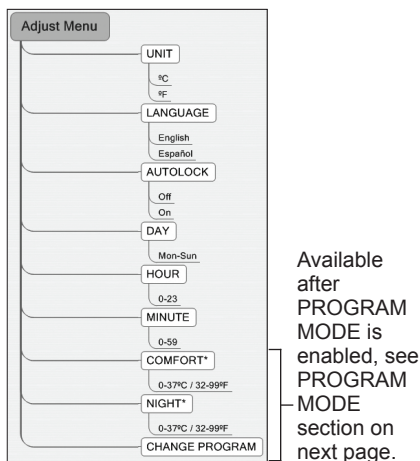 Adjust Menu
UNIT
ºC
ºF
LANGUAGE
English
Español
AUTOLOCK
Off
On
DAY
Mon-Sun
HOUR
0-23
MINUTE
0-59
COMFORT*
0-37ºC / 32-99ºF
NIGHT*
0-37ºC / 32-99ºF
CHANGE PROGRAM
Available
after
PROGRAM
MODE is
enabled, see
PROGRAM
MODE
section on
next page.